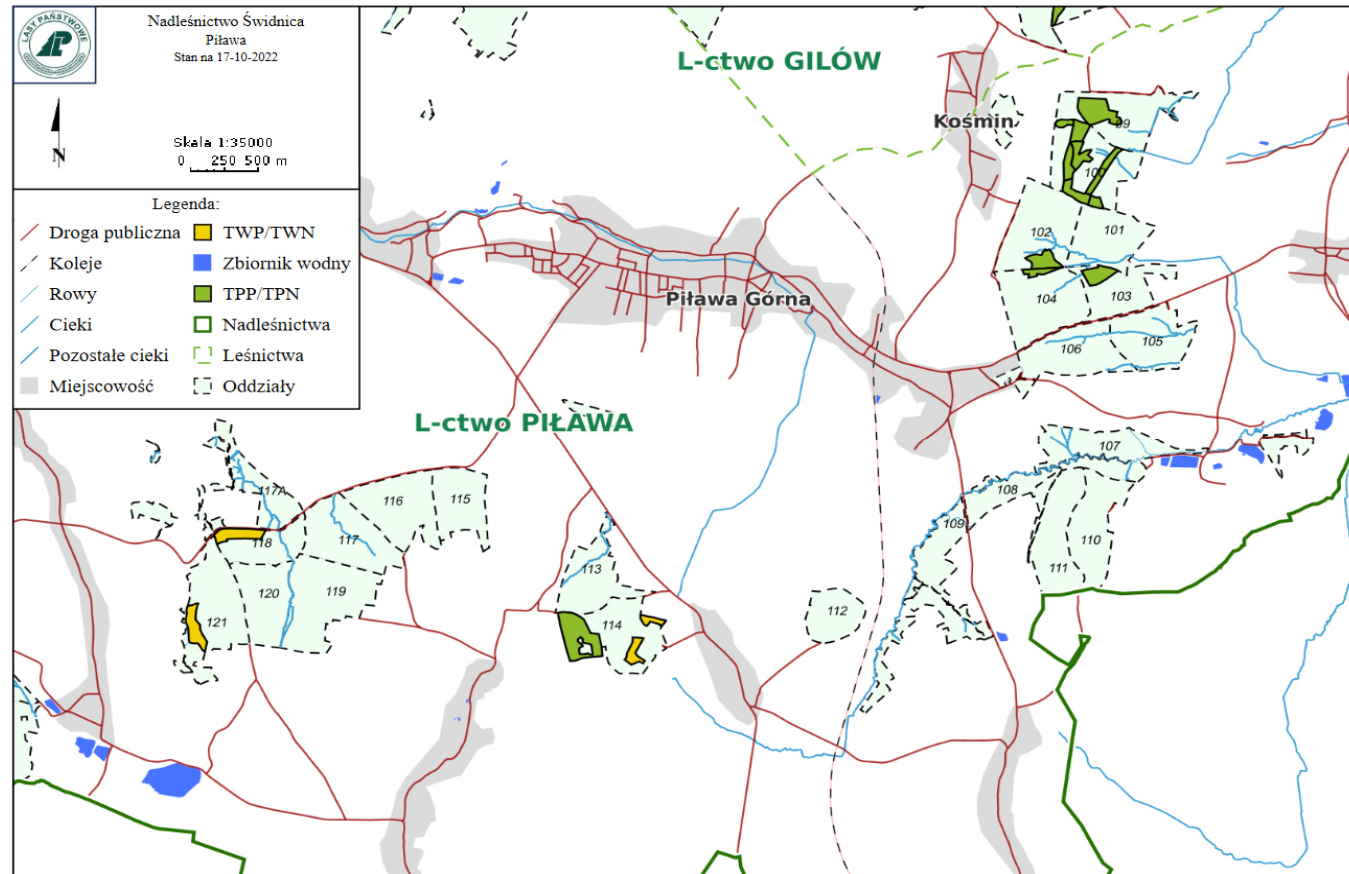 LASY PAŃSTWOWE
Nadleśnictwo Świdnica
Piława
Stan na 17-10-2022
N
Skala 1:35000
0 250 500 m
Legenda:
Droga publiczna
TWP/TWN
Koleje
Zbiornik wodny
Rowy
TPP/TPN
Cieki
Nadleśnictwa
Pozostałe cieki
Leśnictwa
Miejscowość
Oddziały
L-ctwo GILÓW
Kośmin
99
100
102
101
Piława Górna
104
103
106
105
L-ctwo PIŁAWA
107
117A
116
115
108
109
118
117
110
113
111
120
119
112
121
114